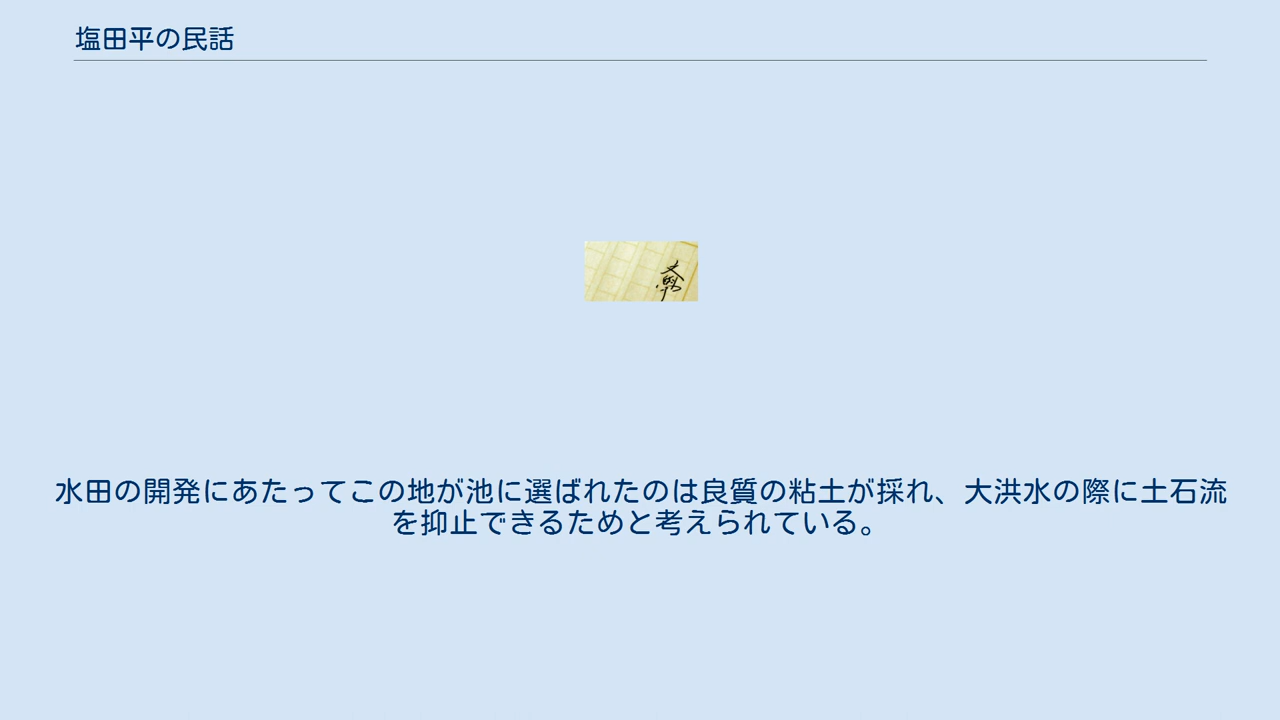 塩田平の民話
水田の開発にあたってこの地が池に選ばれたのは良質の粘土が採れ、大洪水の際に土石流
を抑止できるためと考えられている。